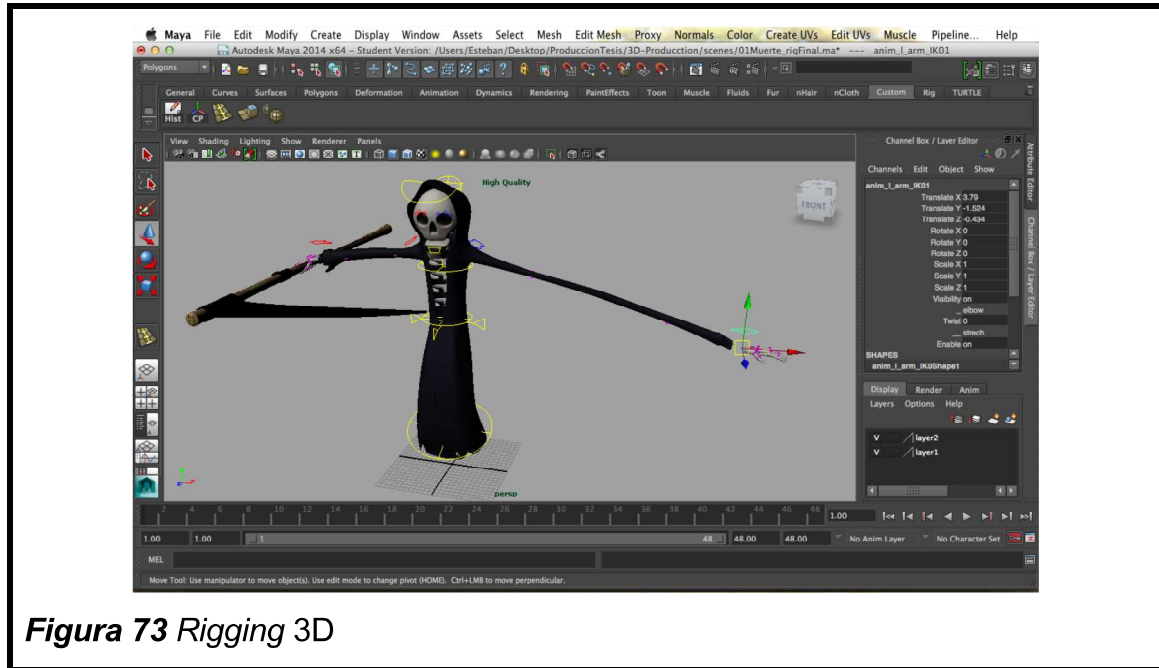 Maya File Edit Modify Create Display Window Assets Select Mesh Edit Mesh Proxy Normals Color Create UVs Edit UVs Muscle Pipeline... Help
Autodesk Maya 2014 x64 - Student Version: /Users/Esteban/Desktop/ProduccionTesis/3D-Producction/scenes/01Muerte_rigFinal.ma* --- anim_l_arm_IK01
Polygons
General Curves Surfaces Polygons Deformation Animation Dynamics Rendering PaintEffects Toon Muscle Fluids Fur nHair nCloth Custom Rig TURTLE
Hist CP
View Shading Lighting Show Renderer Panels
High Quality
FRONT
persp
Channel Box / Layer Editor
Channels Edit Object Show
anim_l_arm_IK01
Translate X 3.79
Translate Y -1.524
Translate Z -0.434
Rotate X 0
Rotate Y 0
Rotate Z 0
Scale X 1
Scale Y 1
Scale Z 1
Visibility on
_ elbow
Twist 0
__ strech
Enable on
SHAPES
anim_l_arm_IK0Shape1
Attribute Editor
Channel Box / Layer Editor
Display Render Anim
Layers Options Help
V layer2
V layer1
2 4 6 8 10 12 14 16 18 20 22 24 26 28 30 32 34 36 38 40 42 44 46 48 1.00
1.00 1.00 1 48 48.00 48.00 No Anim Layer No Character Set
MEL
Move Tool: Use manipulator to move object(s). Use edit mode to change pivot (HOME). Ctrl+LMB to move perpendicular.
Figura 73 Rigging 3D